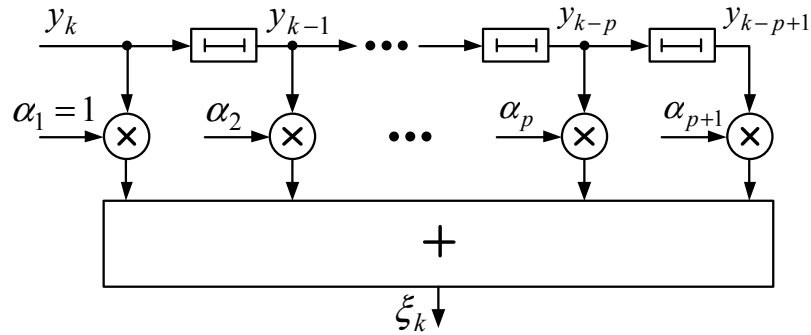 y_k y_{k-1} ••• y_{k-p} y_{k-p+1}
α_1 = 1 α_2 ••• α_p α_{p+1}
+
ξ_k